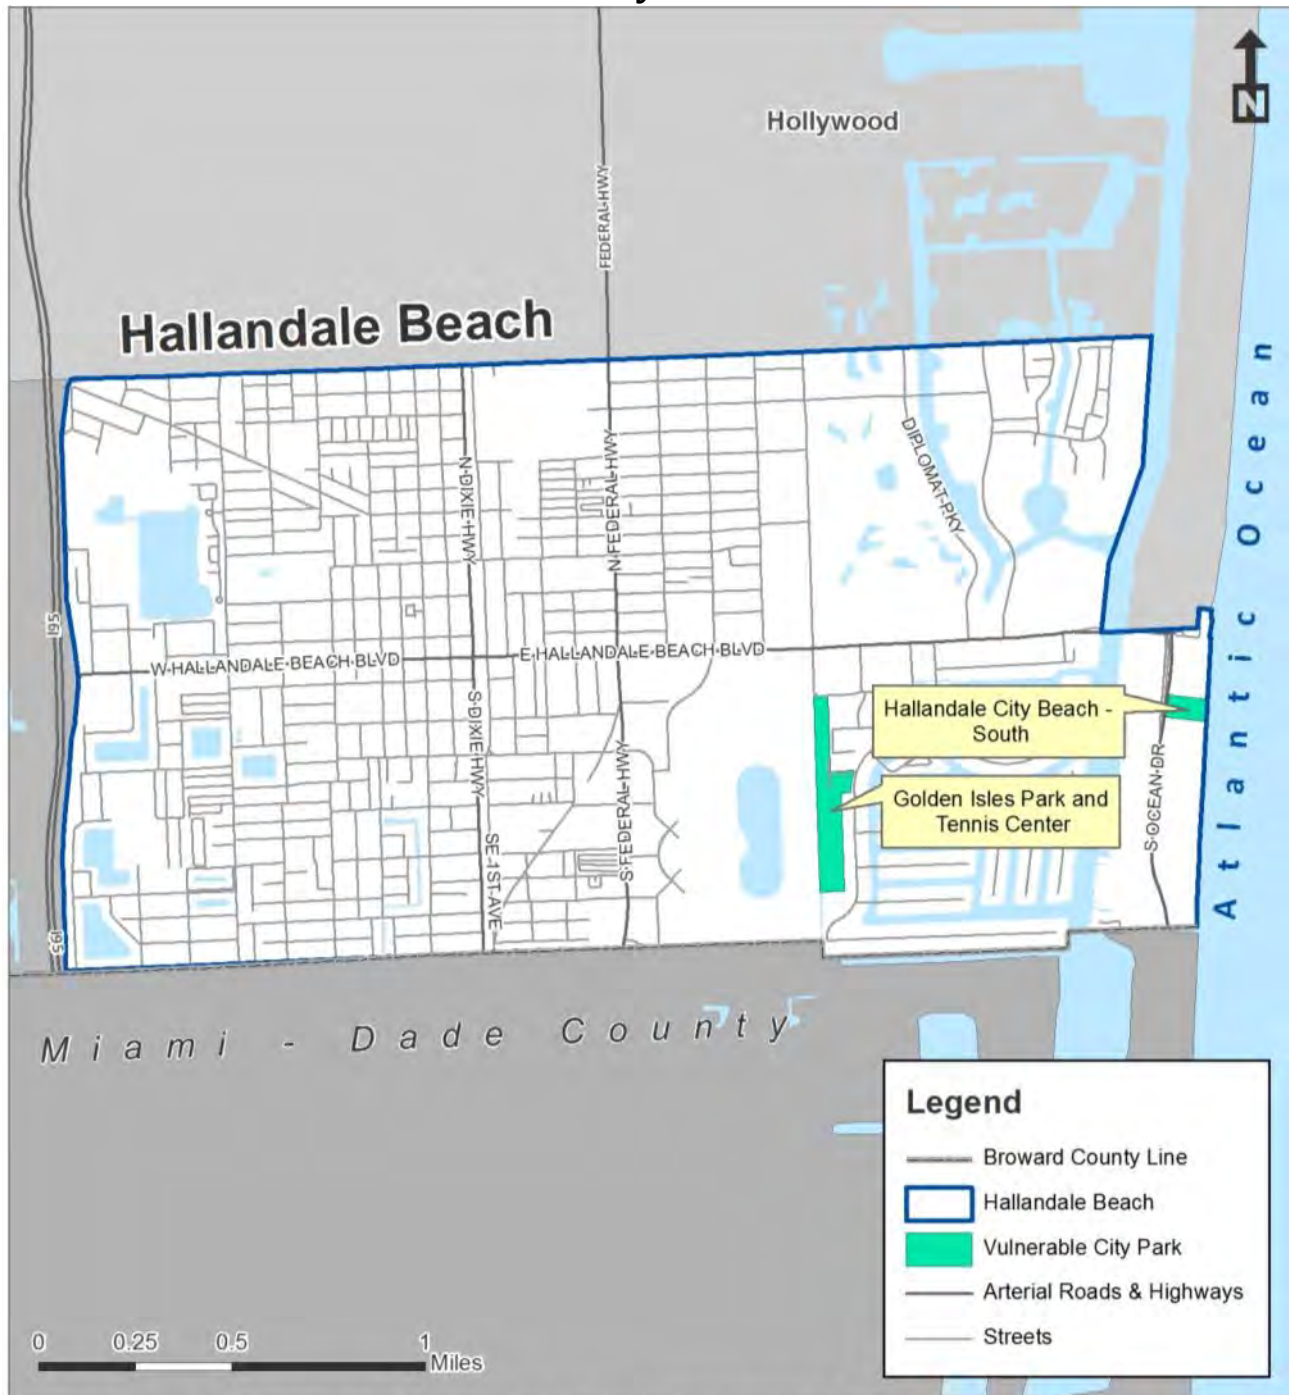 N
Hollywood
FEDERAL HWY
Hallandale Beach
Atlantic Ocean
DIPLOMAT PKY
N DIXIE HWY
N FEDERAL HWY
I95
W HALLANDALE BEACH BLVD
E HALLANDALE BEACH BLVD
Hallandale City Beach -
South
S DIXIE HWY
S FEDERAL HWY
S OCEAN DR
Golden Isles Park and
Tennis Center
SE 1ST AVE
I95
Miami - Dade County
Legend
Broward County Line
Hallandale Beach
Vulnerable City Park
Arterial Roads & Highways
Streets
0 0.25 0.5 1
Miles